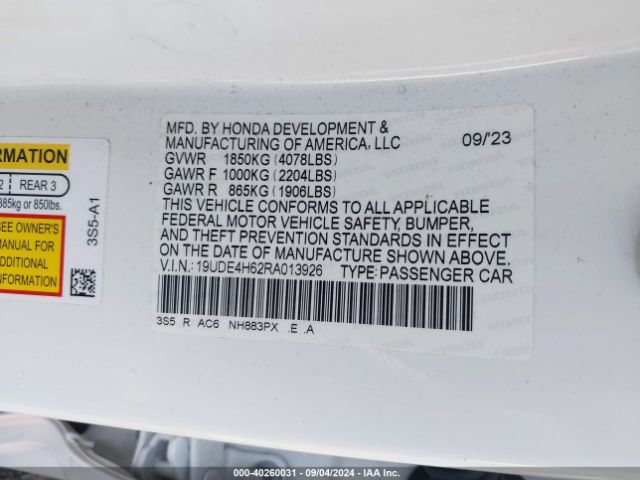 MFD. BY HONDA DEVELOPMENT &
MANUFACTURING OF AMERICA, LLC 09/'23
GVWR 1850KG (4078LBS)
GAWR F 1000KG (2204LBS)
GAWR R 865KG (1906LBS)
THIS VEHICLE CONFORMS TO ALL APPLICABLE
FEDERAL MOTOR VEHICLE SAFETY, BUMPER,
AND THEFT PREVENTION STANDARDS IN EFFECT
ON THE DATE OF MANUFACTURE SHOWN ABOVE.
V.I.N.: 19UDE4H62RA013926 TYPE: PASSENGER CAR
3S5 R AC6 NH883PX .E .A
RMATION
2 REAR 3
385kg or 850lbs.
EE OWNER'S
MANUAL FOR
ADDITIONAL
NFORMATION
3S5-A1
000-40260031 - 09/04/2024 - IAA Inc.